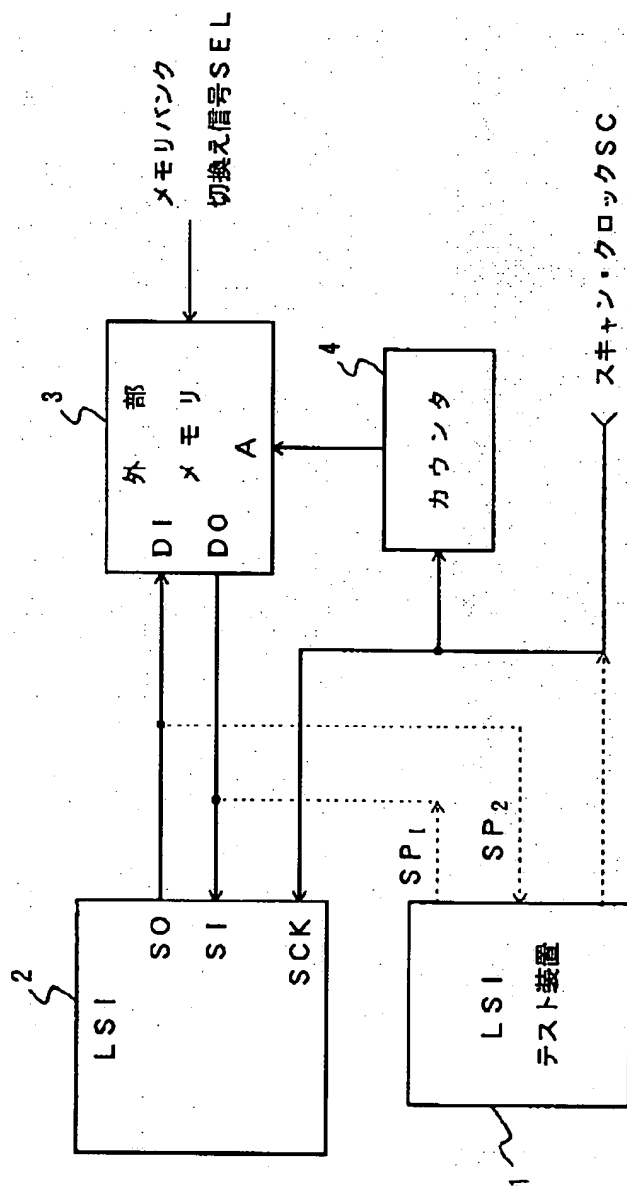 2
LSI
SO
SI
SCK
3
外部
メモリ
DI
DO
A
メモリバンク
切換え信号SEL
4
カウンタ
スキャン・クロックSC
SP1
SP2
1
LSI
テスト装置